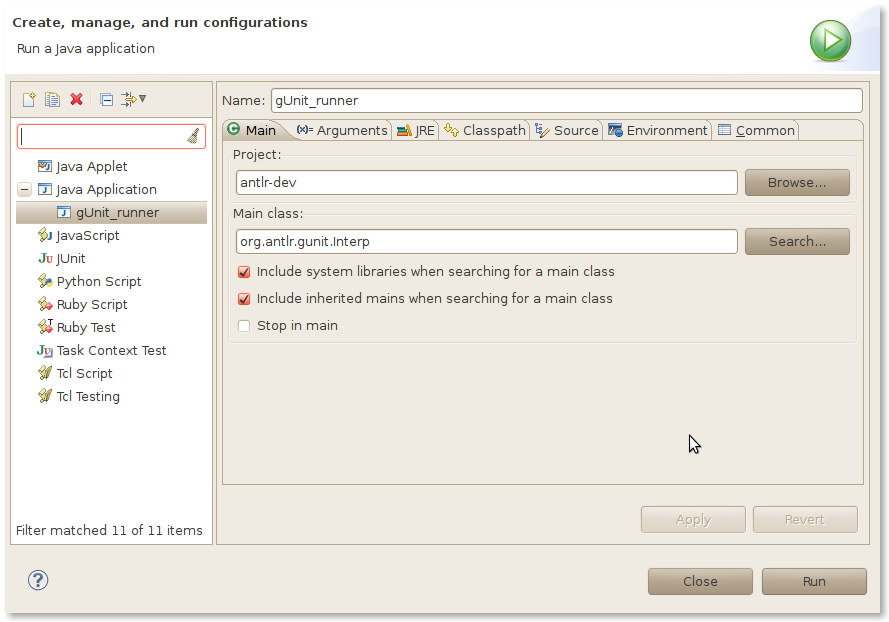 Create, manage, and run configurations
Run a Java application
Name: gUnit_runner
Main (x)= Arguments JRE Classpath Source Environment Common
Project:
antlr-dev Browse...
Main class:
org.antlr.gunit.Interp Search...
Include system libraries when searching for a main class
Include inherited mains when searching for a main class
Stop in main
Java Applet
Java Application
gUnit_runner
JavaScript
JUnit
Python Script
Ruby Script
Ruby Test
Task Context Test
Tcl Script
Tcl Testing
Filter matched 11 of 11 items
Apply Revert
? Close Run